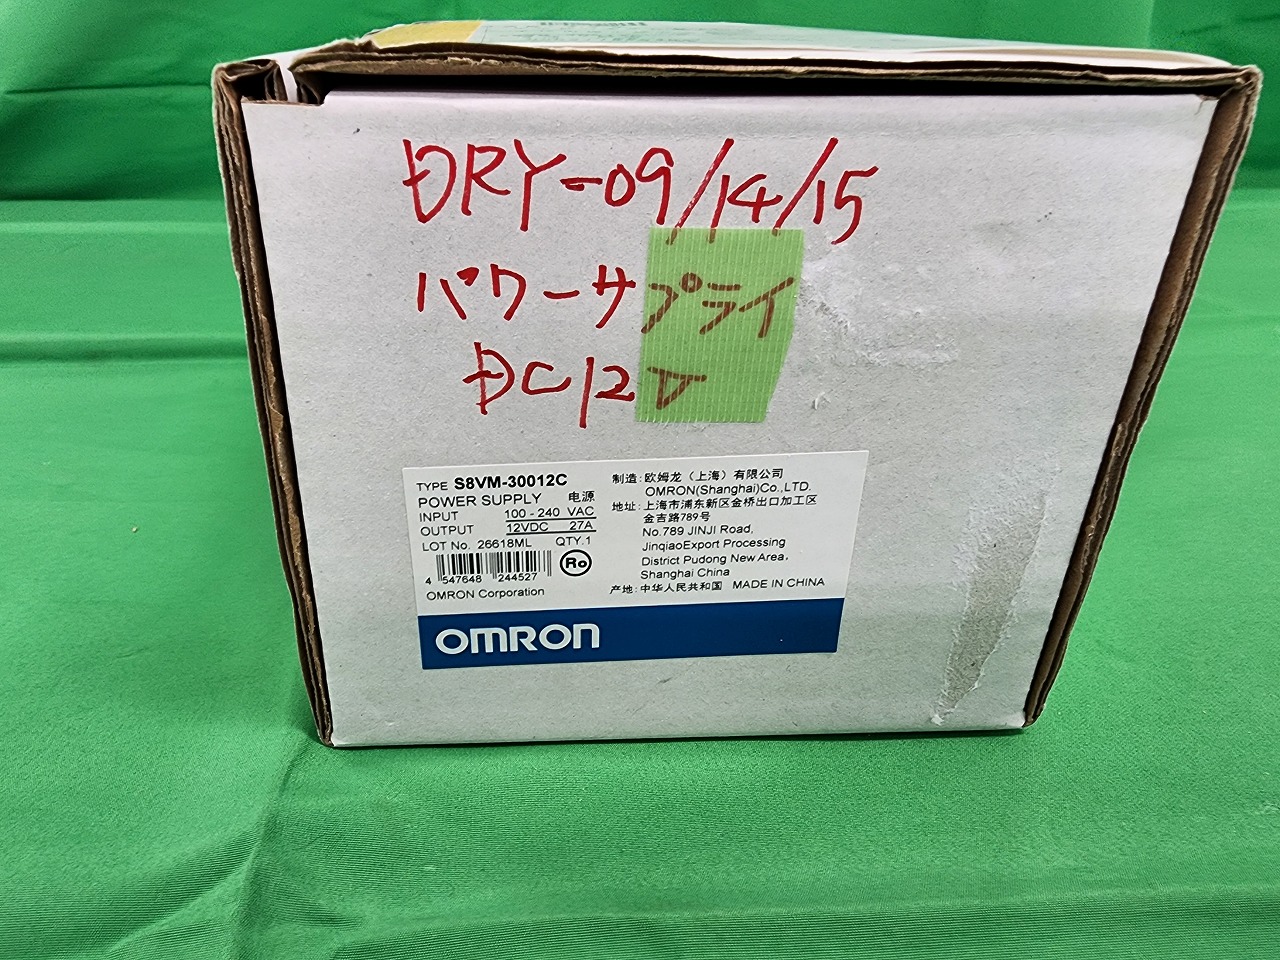 DRY-09/14/15
パワーサプライ
DC12V
TYPE S8VM-30012C
POWER SUPPLY 电源
INPUT 100 - 240 VAC
OUTPUT 12VDC 27A
LOT No. 26618ML QTY.1
Ro
4 547648 244527
OMRON Corporation
制造: 欧姆龙（上海）有限公司
OMRON(Shanghai)Co.,LTD.
地址: 上海市浦东新区金桥出口加工区
金吉路789号
No.789 JINJI Road,
JinqiaoExport Processing
District Pudong New Area,
Shanghai China
产地: 中华人民共和国 MADE IN CHINA
OMRON